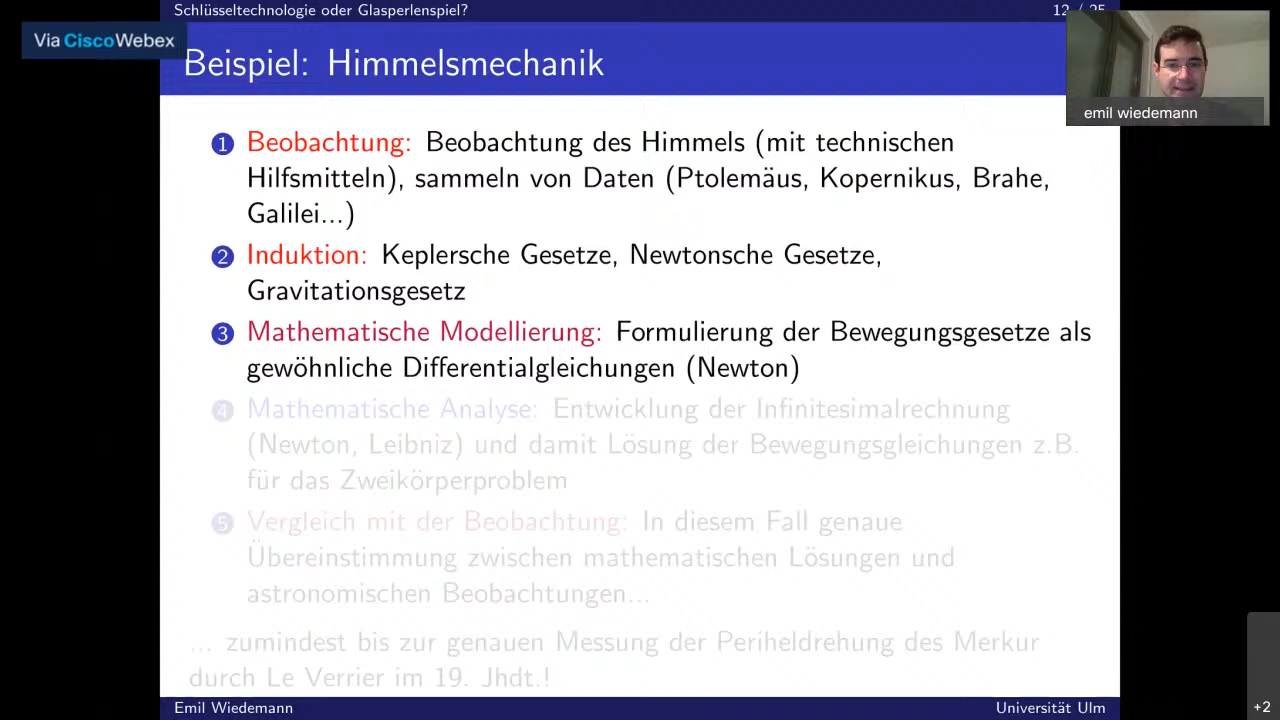 Schlüsseltechnologie oder Glasperlenspiel?
12 / 25
Via CiscoWebex
Beispiel: Himmelsmechanik
emil wiedemann
1 Beobachtung: Beobachtung des Himmels (mit technischen
Hilfsmitteln), sammeln von Daten (Ptolemäus, Kopernikus, Brahe,
Galilei...)
2 Induktion: Keplersche Gesetze, Newtonsche Gesetze,
Gravitationsgesetz
3 Mathematische Modellierung: Formulierung der Bewegungsgesetze als
gewöhnliche Differentialgleichungen (Newton)
4 Mathematische Analyse: Entwicklung der Infinitesimalrechnung
(Newton, Leibniz) und damit Lösung der Bewegungsgleichungen z.B.
für das Zweikörperproblem
5 Vergleich mit der Beobachtung: In diesem Fall genaue
Übereinstimmung zwischen mathematischen Lösungen und
astronomischen Beobachtungen...
... zumindest bis zur genauen Messung der Periheldrehung des Merkur
durch Le Verrier im 19. Jhdt.!
Emil Wiedemann
Universität Ulm
+2